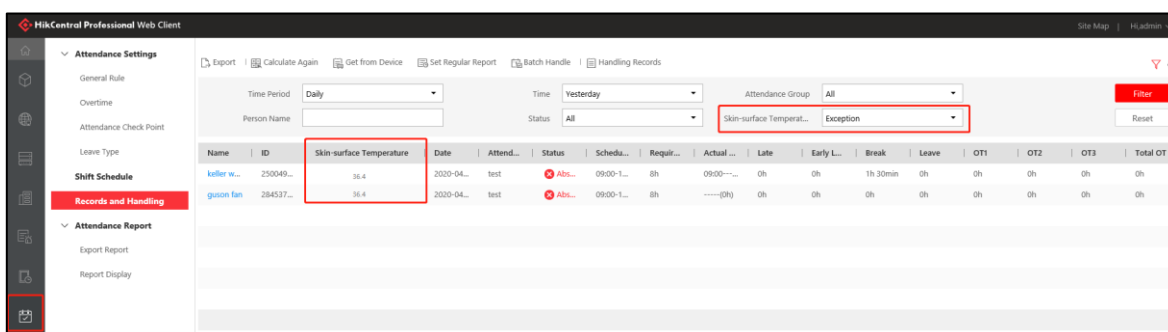 HikCentral Professional Web Client
Site Map | Hi,admin
Attendance Settings
General Rule
Overtime
Attendance Check Point
Leave Type
Shift Schedule
Records and Handling
Attendance Report
Export Report
Report Display
Export | Calculate Again Get from Device Set Regular Report Batch Handle | Handling Records
Time Period Daily Time Yesterday Attendance Group All Filter
Person Name Status All Skin-surface Temperat... Exception Reset
Name ID Skin-surface Temperature Date Attend... Status Schedu... Requir... Actual ... Late Early L... Break Leave OT1 OT2 OT3 Total OT
keller w... 250049... 36.4 2020-04... test Abs... 09:00-1... 8h 09:00---... 0h 0h 1h 30min 0h 0h 0h 0h 0h
guson fan 284537... 36.4 2020-04... test Abs... 09:00-1... 8h ------(0h) 0h 0h 0h 0h 0h 0h 0h 0h